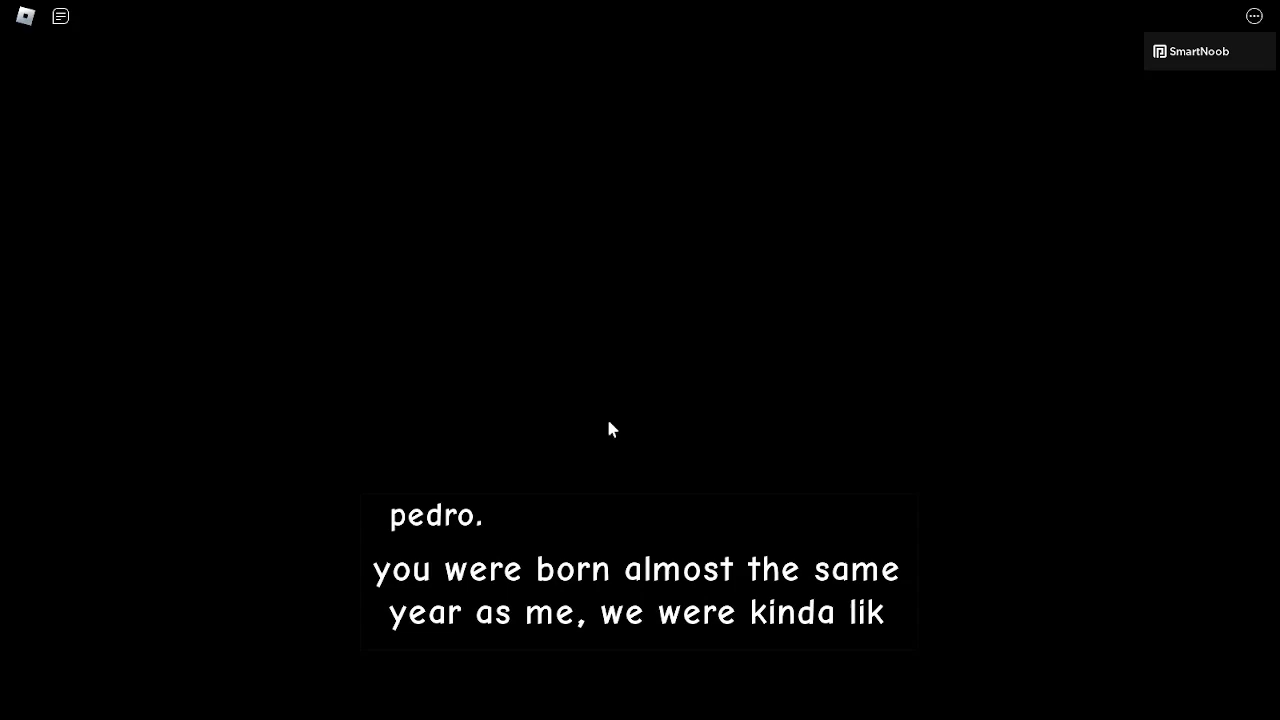 SmartNoob
pedro.
you were born almost the same
year as me, we were kinda lik